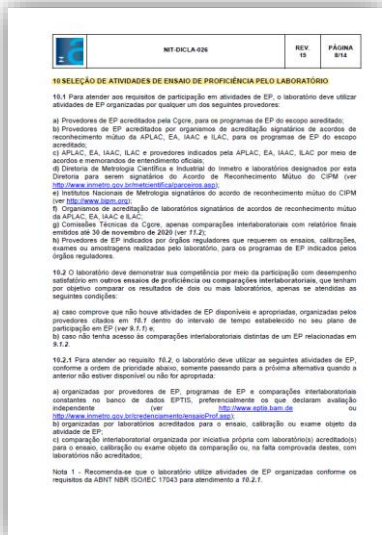 NIT-DICLA-026
REV.
15
PÁGINA
8/14
10 SELEÇÃO DE ATIVIDADES DE ENSAIO DE PROFICIÊNCIA PELO LABORATÓRIO
10.1 Para atender aos requisitos de participação em atividades de EP, o laboratório deve utilizar
atividades de EP organizadas por qualquer um dos seguintes provedores:
a) Provedores de EP acreditados pela Cgcre, para os programas de EP do escopo acreditado;
b) Provedores de EP acreditados por organismos de acreditação signatários de acordos de
reconhecimento mútuo da APLAC, EA, IAAC e ILAC, para os programas de EP do escopo
acreditado;
c) APLAC, EA, IAAC, ILAC e provedores indicados pela APLAC, EA, IAAC, ILAC por meio de
acordos e memorandos de entendimento oficiais;
d) Diretoria de Metrologia Científica e Industrial do Inmetro e laboratórios designados por esta
Diretoria para serem signatários do Acordo de Reconhecimento Mútuo do CIPM (ver
http://www.inmetro.gov.br/metcientifica/parceiros.asp);
e) Institutos Nacionais de Metrologia signatários do acordo de reconhecimento mútuo do CIPM
(ver http://www.bipm.org);
f) Organismos de acreditação de laboratórios signatários de acordos de reconhecimento mútuo
da APLAC, EA, IAAC e ILAC;
g) Comissões Técnicas da Cgcre, apenas comparações interlaboratoriais com relatórios finais
emitidos até 30 de novembro de 2020 (ver 11.2);
h) Provedores de EP indicados por órgãos reguladores que requerem os ensaios, calibrações,
exames ou amostragens realizadas pelo laboratório, para os programas de EP indicados pelos
órgãos reguladores.
10.2 O laboratório deve demonstrar sua competência por meio da participação com desempenho
satisfatório em outros ensaios de proficiência ou comparações interlaboratoriais, que tenham
por objetivo comparar os resultados de dois ou mais laboratórios, apenas se atendidas as
seguintes condições:
a) caso comprove que não houve atividades de EP disponíveis e apropriadas, organizadas pelos
provedores citados em 10.1 dentro do intervalo de tempo estabelecido no seu plano de
participação em EP (ver 9.1.1) e;
b) caso não tenha acesso às comparações interlaboratoriais distintas de um EP relacionadas em
9.1.2.
10.2.1 Para atender ao requisito 10.2, o laboratório deve utilizar as seguintes atividades de EP,
conforme a ordem de prioridade abaixo, somente passando para a próxima alternativa quando a
anterior não estiver disponível ou não for apropriada:
a) organizadas por provedores de EP, programas de EP e comparações interlaboratoriais
constantes no banco de dados EPTIS, preferencialmente os que declaram avaliação
independente (ver http://www.eptis.bam.de ou
http://www.inmetro.gov.br/credenciamento/ensaioProf.asp);
b) organizadas por laboratórios acreditados para o ensaio, calibração ou exame objeto da
atividade de EP;
c) comparação interlaboratorial organizada por iniciativa própria com laboratório(s) acreditado(s)
para o ensaio, calibração ou exame objeto da comparação ou, na falta comprovada destes, com
laboratórios não acreditados;
Nota 1 - Recomenda-se que o laboratório utilize atividades de EP organizadas conforme os
requisitos da ABNT NBR ISO/IEC 17043 para atendimento a 10.2.1.